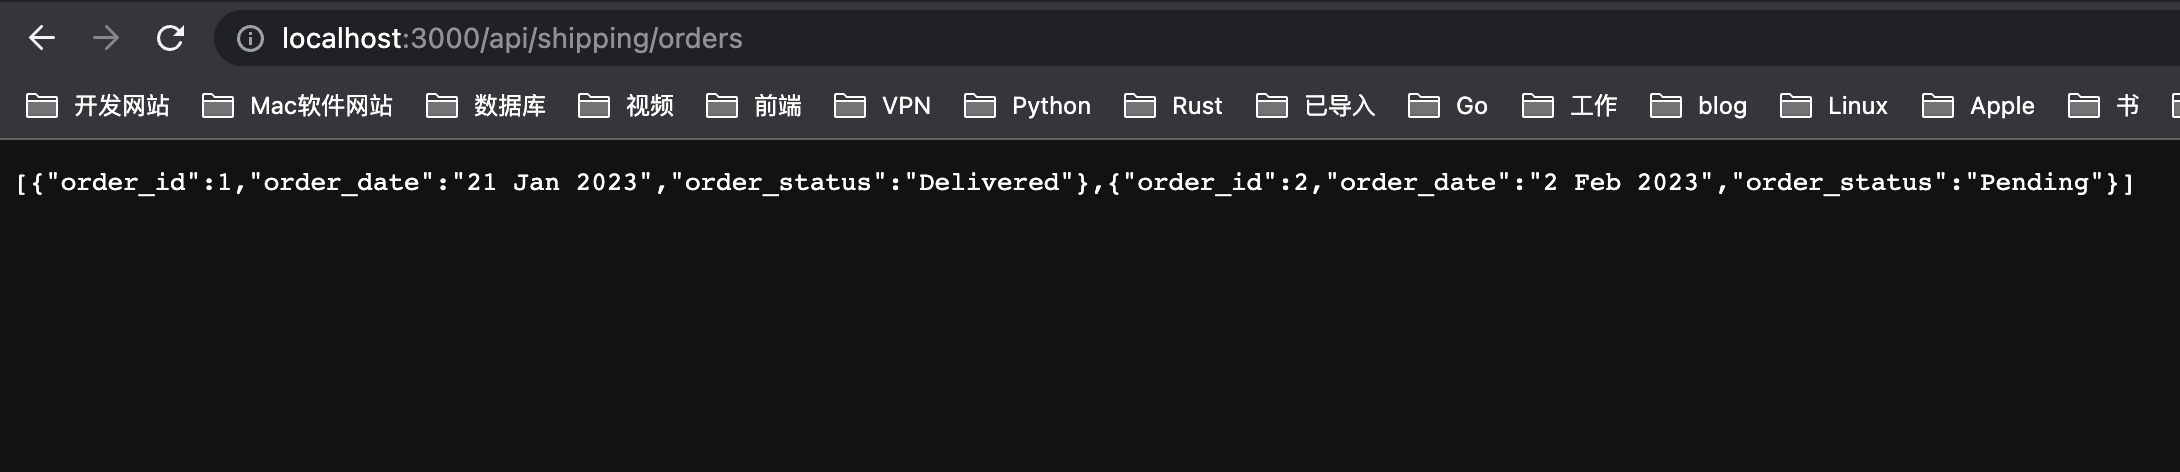 localhost:3000/api/shipping/orders
开发网站 Mac软件网站 数据库 视频 前端 VPN Python Rust 已导入 Go 工作 blog Linux Apple 书
[{"order_id":1,"order_date":"21 Jan 2023","order_status":"Delivered"},{"order_id":2,"order_date":"2 Feb 2023","order_status":"Pending"}]